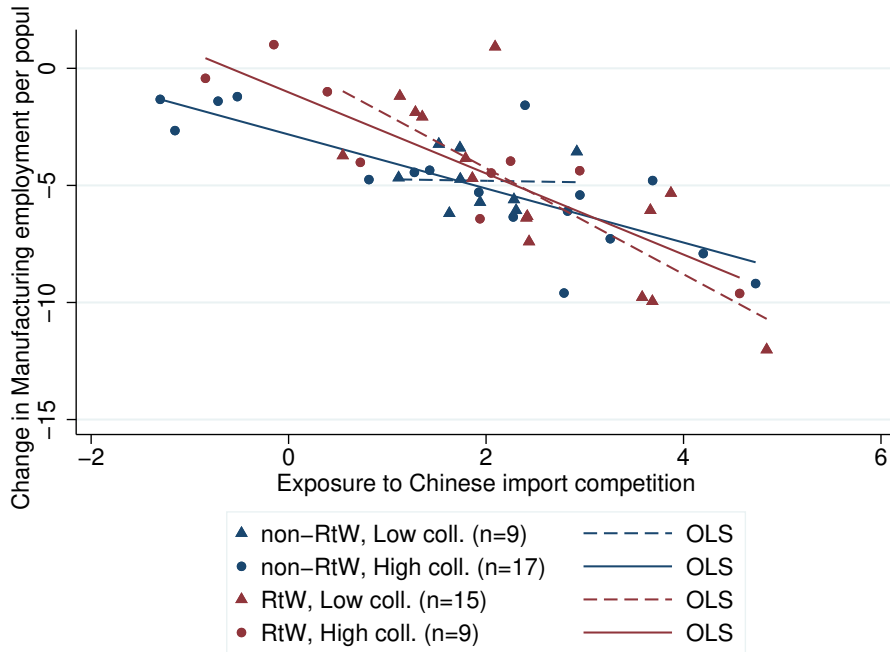 Change in Manufacturing employment per popul
0
−5
−10
−15
−2 0 2 4 6
Exposure to Chinese import competition
non−RtW, Low coll. (n=9) OLS
non−RtW, High coll. (n=17) OLS
RtW, Low coll. (n=15) OLS
RtW, High coll. (n=9) OLS